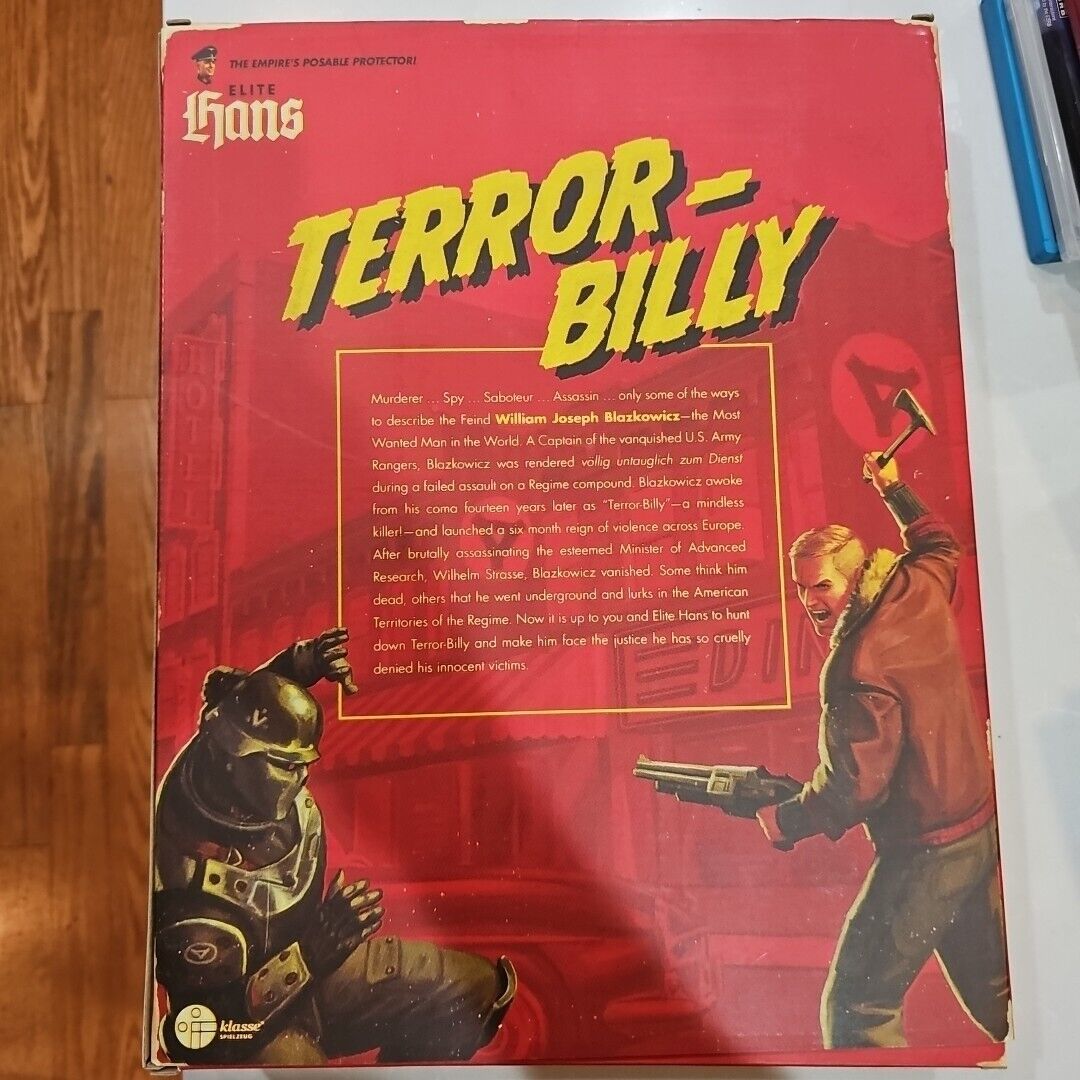 THE EMPIRE'S POSABLE PROTECTOR!
ELITE
Hans
TERROR-
BILLY
Murderer ... Spy ... Saboteur ... Assassin ... only some of the ways
to describe the Feind William Joseph Blazkowicz—the Most
Wanted Man in the World. A Captain of the vanquished U.S. Army
Rangers, Blazkowicz was rendered völlig untauglich zum Dienst
during a failed assault on a Regime compound. Blazkowicz awoke
from his coma fourteen years later as "Terror-Billy"—a mindless
killer!—and launched a six month reign of violence across Europe.
After brutally assassinating the esteemed Minister of Advanced
Research, Wilhelm Strasse, Blazkowicz vanished. Some think him
dead, others that he went underground and lurks in the American
Territories of the Regime. Now it is up to you and Elite Hans to hunt
down Terror-Billy and make him face the justice he has so cruelly
denied his innocent victims.
klasse
SPIELZEUG